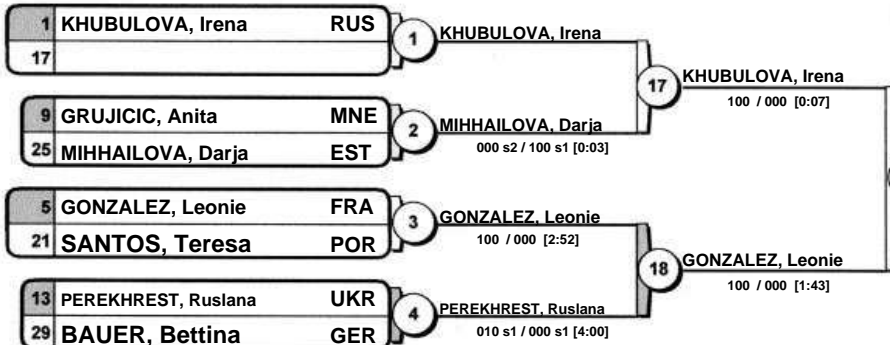 1 KHUBULOVA, Irena RUS
17
1
KHUBULOVA, Irena
9 GRUJICIC, Anita MNE
25 MIHHAILOVA, Darja EST
2
MIHHAILOVA, Darja
000 s2 / 100 s1 [0:03]
17
KHUBULOVA, Irena
100 / 000 [0:07]
5 GONZALEZ, Leonie FRA
21 SANTOS, Teresa POR
3
GONZALEZ, Leonie
100 / 000 [2:52]
13 PEREKHREST, Ruslana UKR
29 BAUER, Bettina GER
4
PEREKHREST, Ruslana
010 s1 / 000 s1 [4:00]
18
GONZALEZ, Leonie
100 / 000 [1:43]